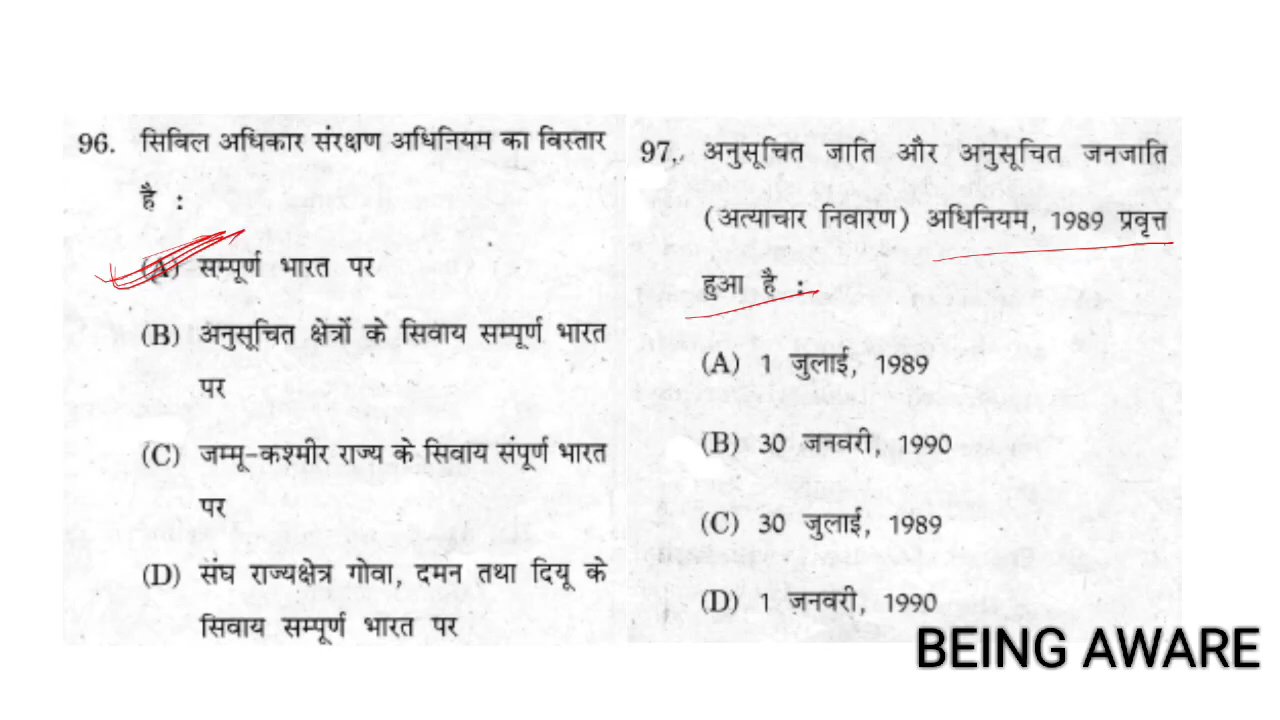 96. सिविल अधिकार संरक्षण अधिनियम का विस्तार
है :
(A) सम्पूर्ण भारत पर
(B) अनुसूचित क्षेत्रों के सिवाय सम्पूर्ण भारत
पर
(C) जम्मू-कश्मीर राज्य के सिवाय संपूर्ण भारत
पर
(D) संघ राज्यक्षेत्र गोवा, दमन तथा दियू के
सिवाय सम्पूर्ण भारत पर
97. अनुसूचित जाति और अनुसूचित जनजाति
(अत्याचार निवारण) अधिनियम, 1989 प्रवृत्त
हुआ है :
(A) 1 जुलाई, 1989
(B) 30 जनवरी, 1990
(C) 30 जुलाई, 1989
(D) 1 जनवरी, 1990
BEING AWARE